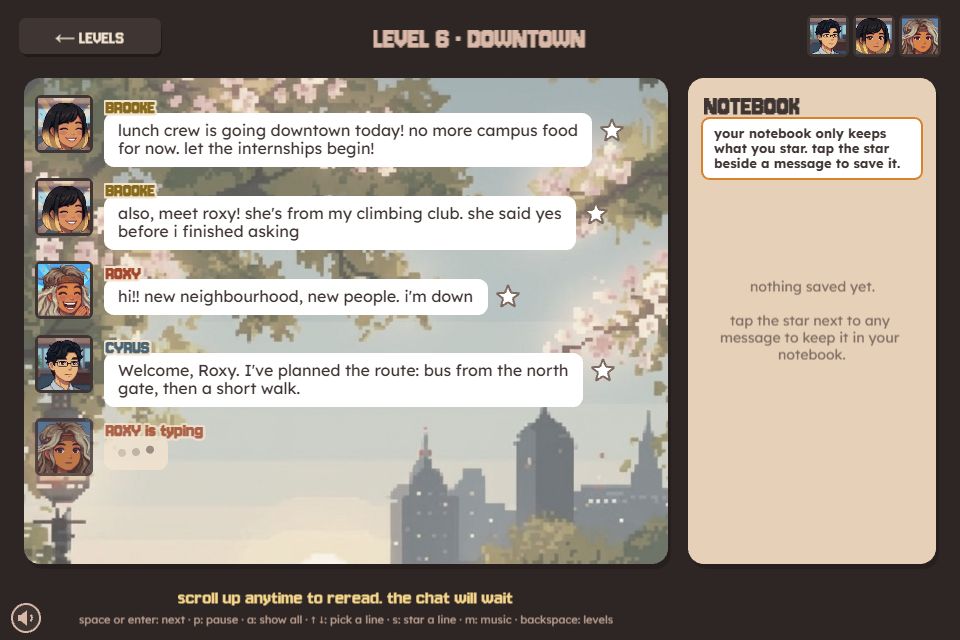 ← LEVELS
LEVEL 6 · DOWNTOWN
BROOKE
lunch crew is going downtown today! no more campus food
for now. let the internships begin!
BROOKE
also, meet roxy! she's from my climbing club. she said yes
before i finished asking
ROXY
hi!! new neighbourhood, new people. i'm down
CYRUS
Welcome, Roxy. I've planned the route: bus from the north
gate, then a short walk.
ROXY is typing
NOTEBOOK
your notebook only keeps
what you star. tap the star
beside a message to save it.
nothing saved yet.
tap the star next to any
message to keep it in your
notebook.
scroll up anytime to reread. the chat will wait
space or enter: next · p: pause · a: show all · ↑ ↓: pick a line · s: star a line · m: music · backspace: levels